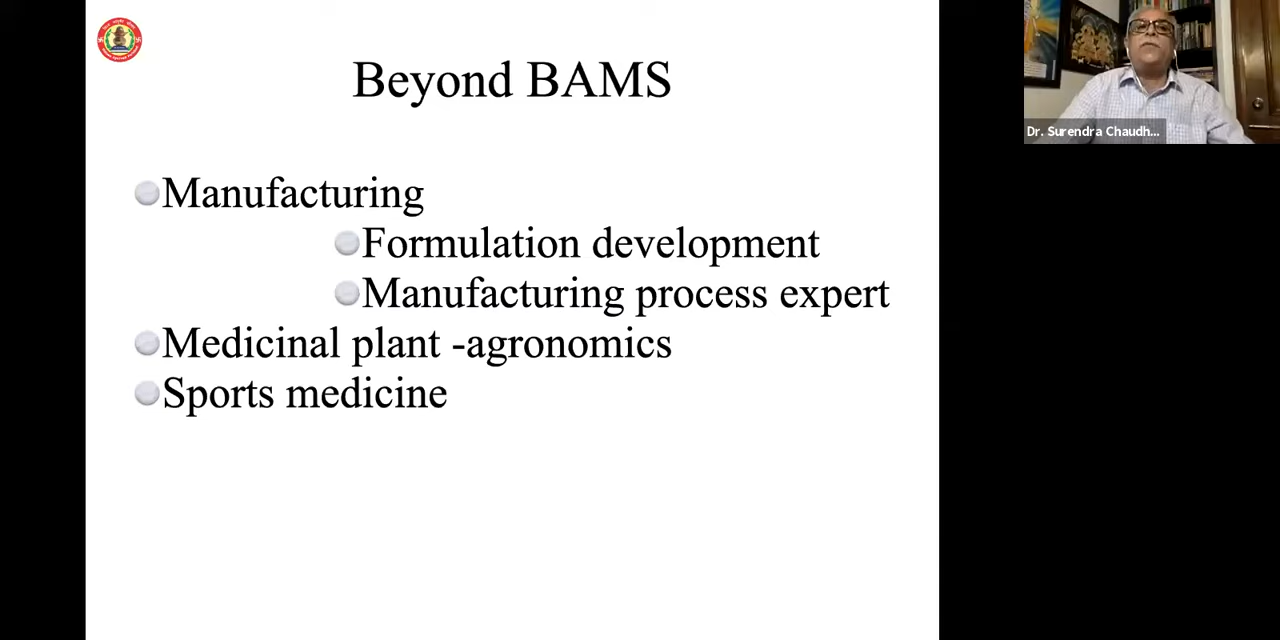 Beyond BAMS
Manufacturing
Formulation development
Manufacturing process expert
Medicinal plant -agronomics
Sports medicine
Dr. Surendra Chaudh...